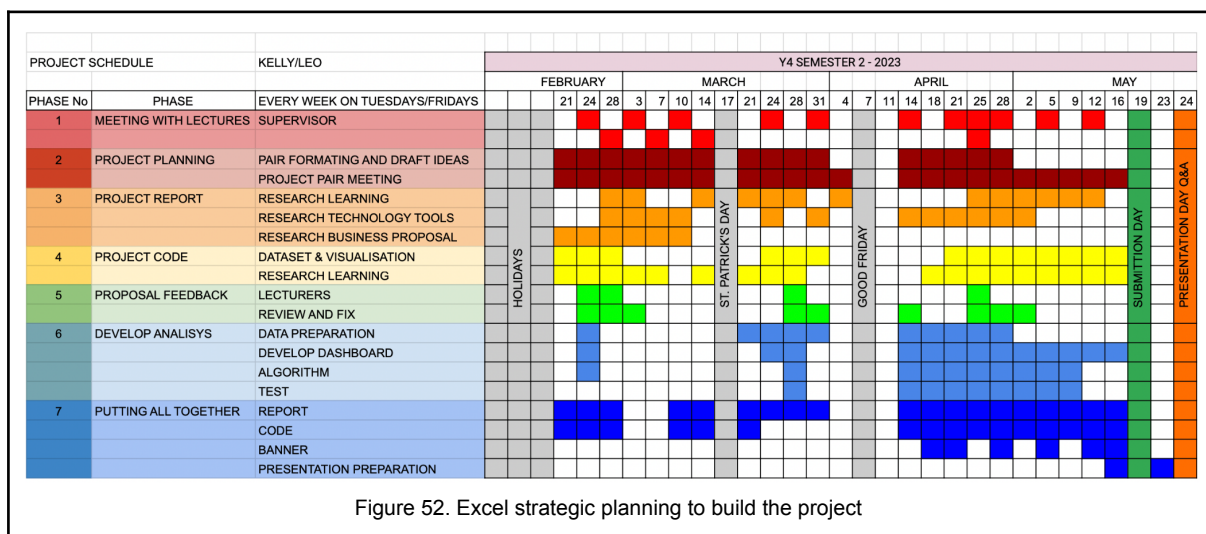 PROJECT SCHEDULE KELLY/LEO Y4 SEMESTER 2 - 2023
FEBRUARY MARCH APRIL MAY
PHASE No PHASE EVERY WEEK ON TUESDAYS/FRIDAYS 21 24 28 3 7 10 14 17 21 24 28 31 4 7 11 14 18 21 25 28 2 5 9 12 16 19 23 24
1 MEETING WITH LECTURES SUPERVISOR
2 PROJECT PLANNING PAIR FORMATING AND DRAFT IDEAS
PROJECT PAIR MEETING
3 PROJECT REPORT RESEARCH LEARNING
RESEARCH TECHNOLOGY TOOLS
RESEARCH BUSINESS PROPOSAL
4 PROJECT CODE DATASET & VISUALISATION
RESEARCH LEARNING
5 PROPOSAL FEEDBACK LECTURERS
REVIEW AND FIX
6 DEVELOP ANALISYS DATA PREPARATION
DEVELOP DASHBOARD
ALGORITHM
TEST
7 PUTTING ALL TOGETHER REPORT
CODE
BANNER
PRESENTATION PREPARATION
HOLIDAYS
ST. PATRICK'S DAY
GOOD FRIDAY
SUBMITTION DAY
PRESENTATION DAY Q&A
Figure 52. Excel strategic planning to build the project